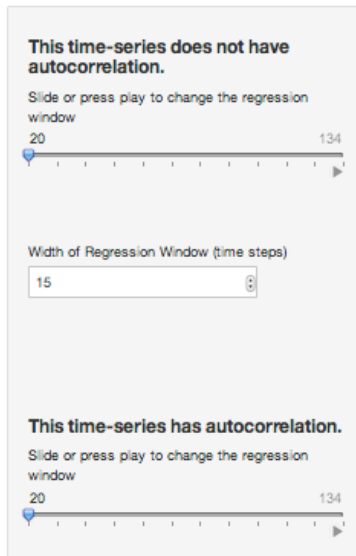 This time-series does not have
autocorrelation.
Slide or press play to change the regression
window
20 134
Width of Regression Window (time steps)
15
This time-series has autocorrelation.
Slide or press play to change the regression
window
20 134